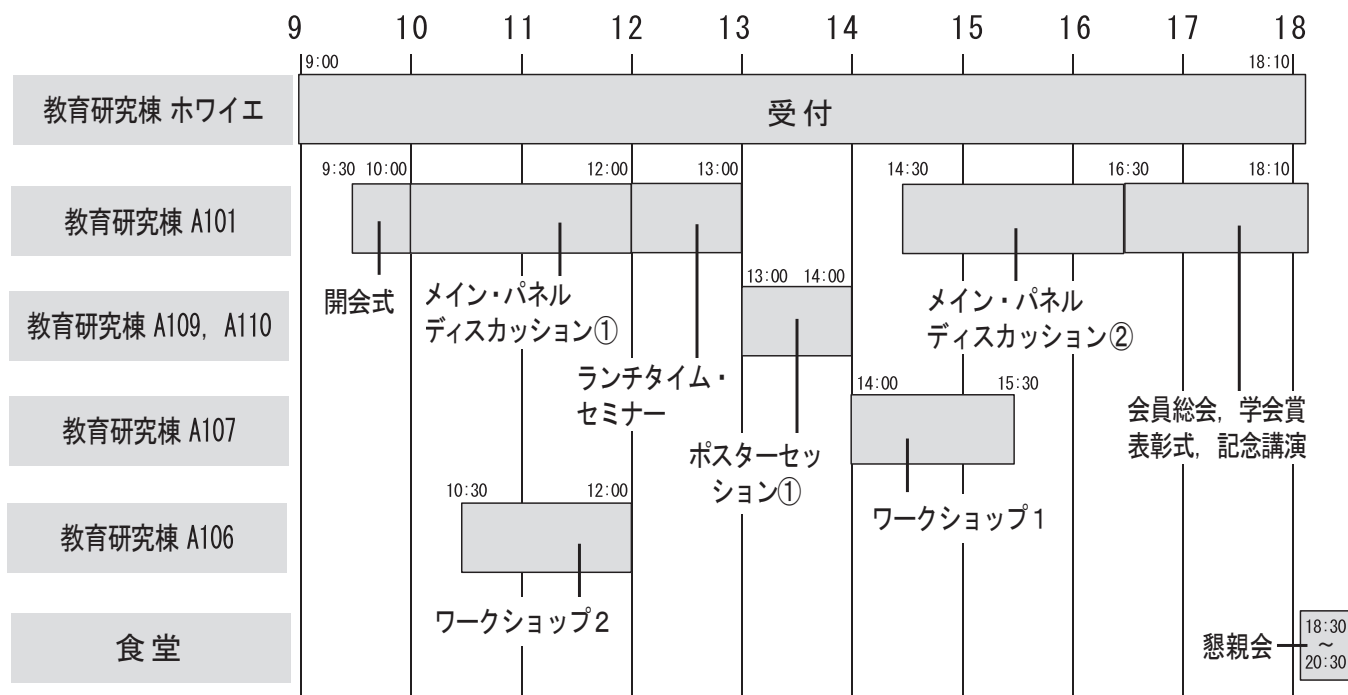 9 10 11 12 13 14 15 16 17 18
9:00 18:10
教育研究棟 ホワイエ
受付
9:30 10:00 12:00 13:00 14:30 16:30 18:10
教育研究棟 A101
開会式
メイン・パネル
ディスカッション①
ランチタイム・
セミナー
メイン・パネル
ディスカッション②
会員総会, 学会賞
表彰式, 記念講演
13:00 14:00
教育研究棟 A109, A110
ポスターセッ
ション①
14:00 15:30
教育研究棟 A107
ワークショップ1
10:30 12:00
教育研究棟 A106
ワークショップ2
食堂
懇親会
18:30
~
20:30